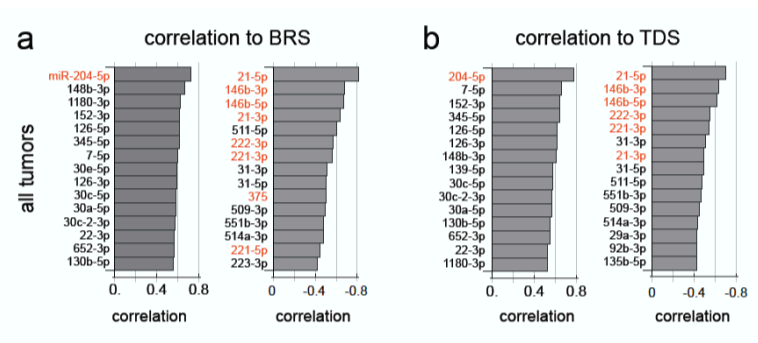 a
correlation to BRS
all tumors
miR-204-5p
148b-3p
1180-3p
152-3p
126-5p
345-5p
7-5p
30e-5p
126-3p
30c-5p
30a-5p
30c-2-3p
22-3p
652-3p
130b-5p
0.
0.4
0.8
correlation
21-5p
146b-3p
146b-5p
21-3p
511-5p
222-3p
221-3p
31-3p
31-5p
375
509-3p
551b-3p
514a-3p
221-5p
223-3p
0
-0.4
-0.8
correlation
b
correlation to TDS
204-5p
7-5p
152-3p
345-5p
126-5p
126-3p
148b-3p
139-5p
30c-5p
30c-2-3p
30a-5p
130b-5p
652-3p
22-3p
1180-3p
0.
0.4
0.8
correlation
21-5p
146b-3p
146b-5p
222-3p
221-3p
31-3p
21-3p
31-5p
511-5p
551b-3p
509-3p
514a-3p
29a-3p
92b-3p
135b-5p
0
-0.4
-0.8
correlation